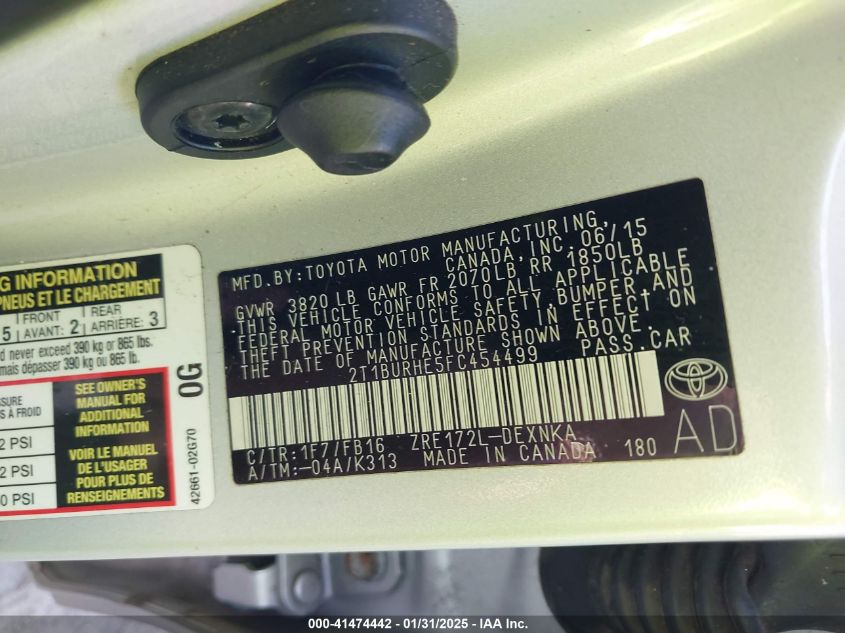 G INFORMATION
PNEUS ET LE CHARGEMENT
5 FRONT AVANT: 2 REAR ARRIÈRE: 3
d never exceed 390 kg or 865 lbs.
mais dépasser 390 kg ou 865 lb.
SSURE
S À FROID
2 PSI
2 PSI
0 PSI
SEE OWNER'S
MANUAL FOR
ADDITIONAL
INFORMATION
VOIR LE MANUEL
DE L'USAGER
POUR PLUS DE
RENSEIGNEMENTS
0G
42661-02G70
MFD.BY:TOYOTA MOTOR MANUFACTURING,
CANADA, INC. 06/15
GVWR 3820 LB GAWR FR 2070LB RR 1850LB
THIS VEHICLE CONFORMS TO ALL APPLICABLE
FEDERAL MOTOR VEHICLE SAFETY,BUMPER,AND
THEFT PREVENTION STANDARDS IN EFFECT ON
THE DATE OF MANUFACTURE SHOWN ABOVE.
2T1BURHE5FC454499 PASS.CAR
C/TR:1F7/FB16 ZRE172L-DEXNKA
A/TM:-04A/K313 MADE IN CANADA 180
AD
000-41474442 - 01/31/2025 - IAA Inc.